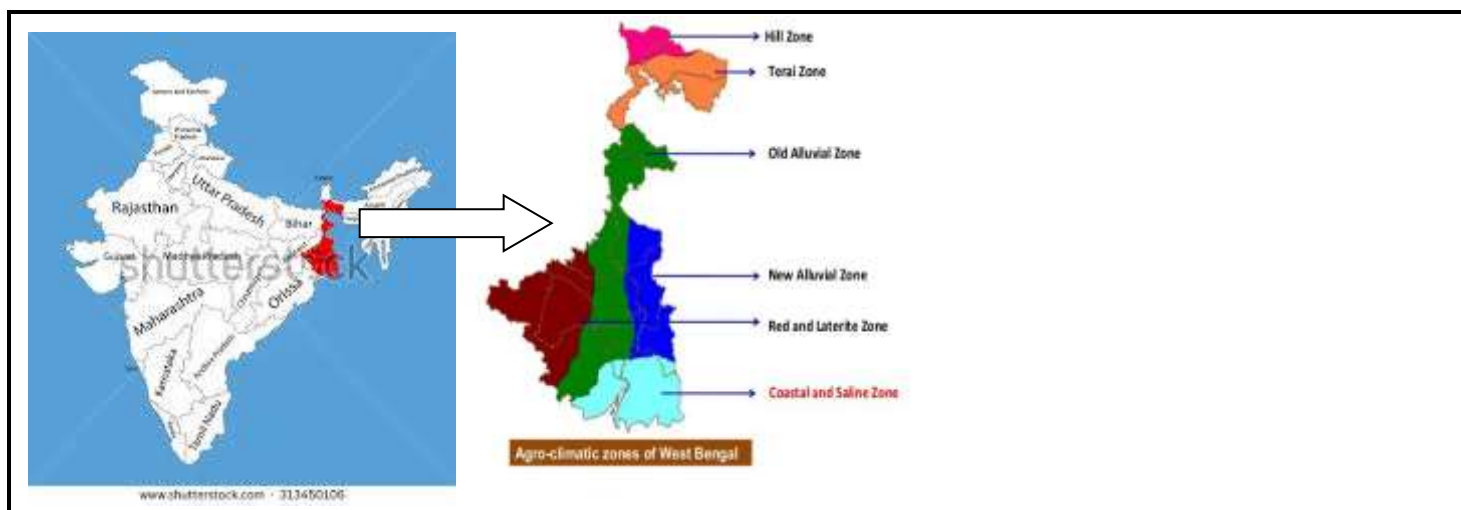 Hill Zone
Terai Zone
Old Alluvial Zone
New Alluvial Zone
Red and Laterite Zone
Coastal and Saline Zone
Agro-climatic zones of West Bengal
Rajasthan
Uttar Pradesh
Bihar
Madhya Pradesh
shutterstock
Orissa
Maharashtra
Andhra Pradesh
Karnataka
Tamil Nadu
www.shutterstock.com · 313450106